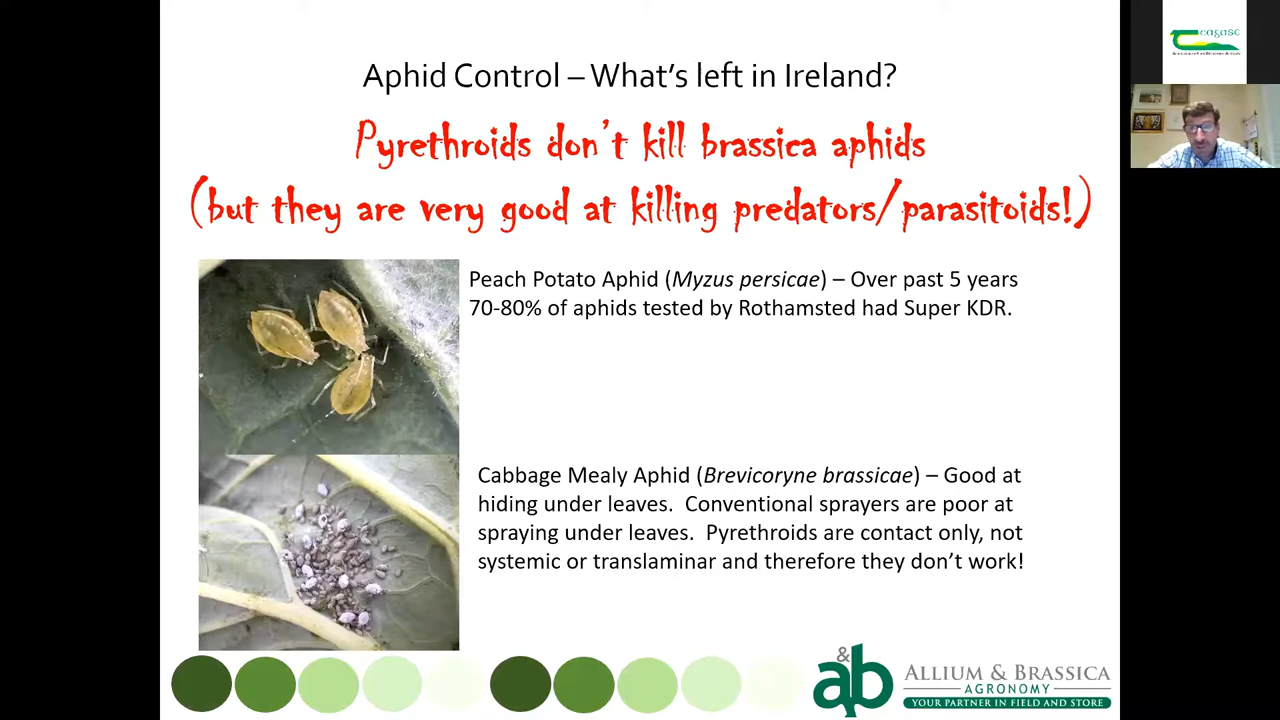 Aphid Control – What's left in Ireland?
Pyrethroids don't kill brassica aphids
(but they are very good at killing predators/parasitoids!)
Peach Potato Aphid (Myzus persicae) – Over past 5 years
70-80% of aphids tested by Rothamsted had Super KDR.
Cabbage Mealy Aphid (Brevicoryne brassicae) – Good at
hiding under leaves. Conventional sprayers are poor at
spraying under leaves. Pyrethroids are contact only, not
systemic or translaminar and therefore they don't work!
&
ab
ALLIUM & BRASSICA
AGRONOMY
YOUR PARTNER IN FIELD AND STORE
eagasc